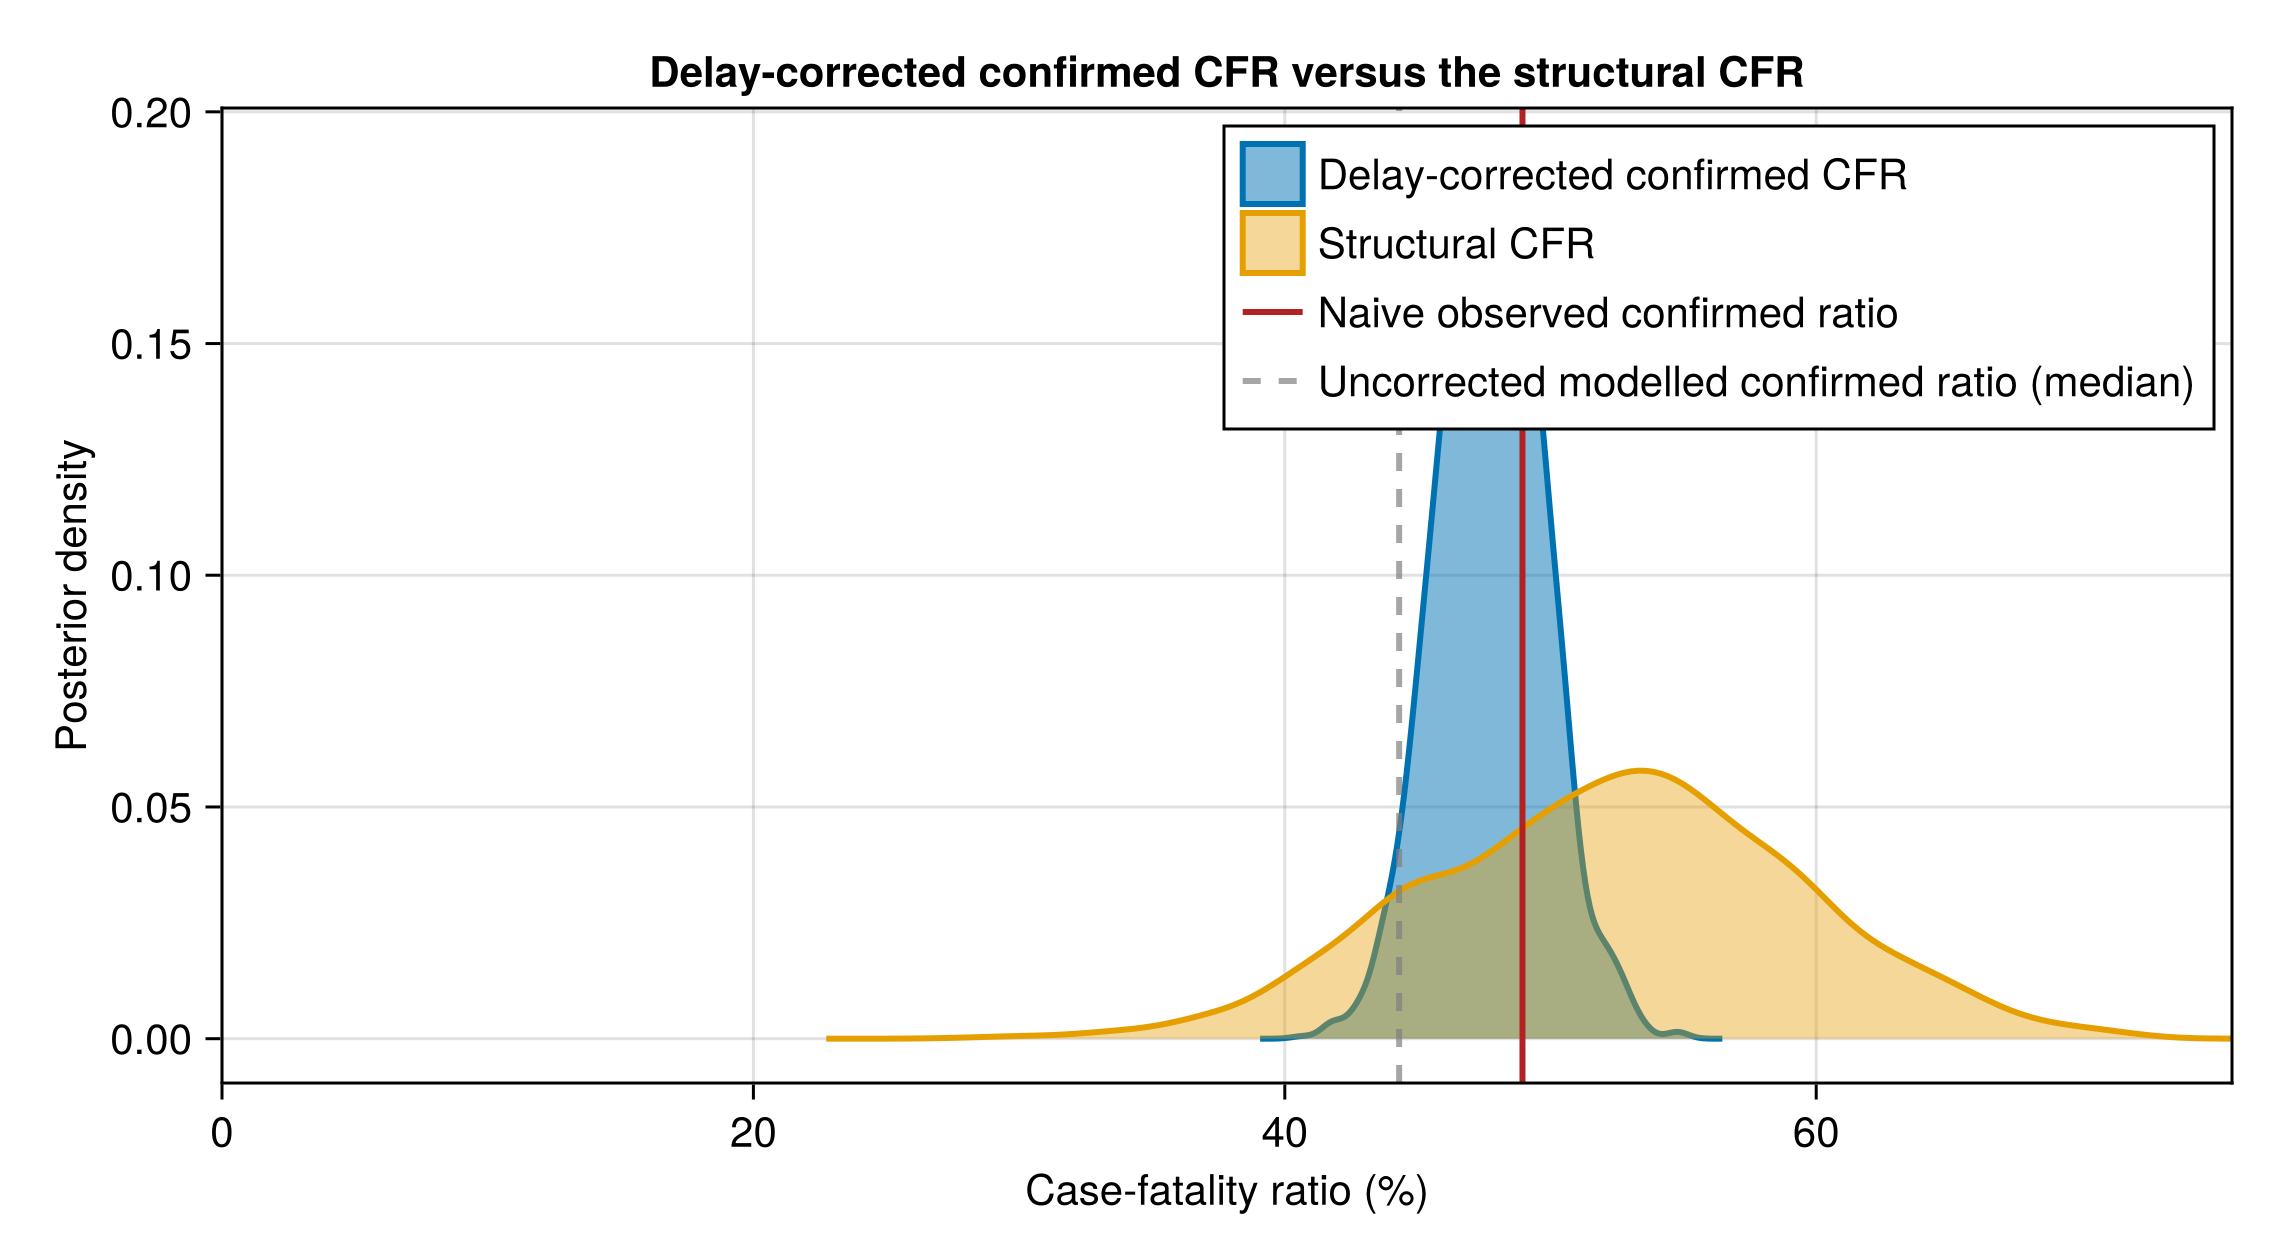 Delay-corrected confirmed CFR versus the structural CFR
0.20
0.15
0.10
0.05
0.00
Posterior density
Delay-corrected confirmed CFR
Structural CFR
Naive observed confirmed ratio
Uncorrected modelled confirmed ratio (median)
0 20 40 60
Case-fatality ratio (%)